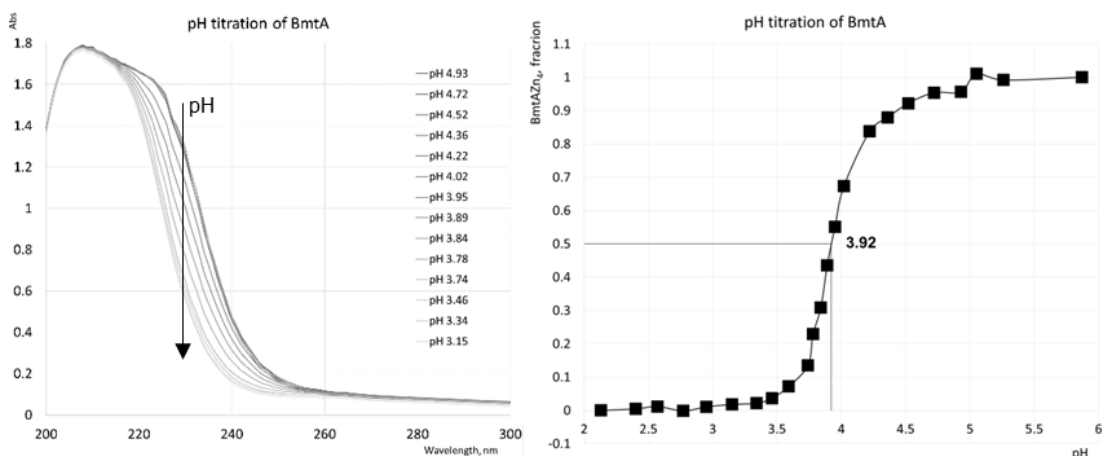 pH titration of BmtA
Abs
1.8
1.6
1.4
1.2
1
0.8
0.6
0.4
0.2
0
200
220
240
260
280
300
Wavelength, nm
pH
pH 4.93
pH 4.72
pH 4.52
pH 4.36
pH 4.22
pH 4.02
pH 3.95
pH 3.89
pH 3.84
pH 3.78
pH 3.74
pH 3.46
pH 3.34
pH 3.15
pH titration of BmtA
BmtAZn₄, fracrion
1.1
1
0.9
0.8
0.7
0.6
0.5
0.4
0.3
0.2
0.1
0
-0.1
3.92
2
2.5
3
3.5
4
4.5
5
5.5
6
pH